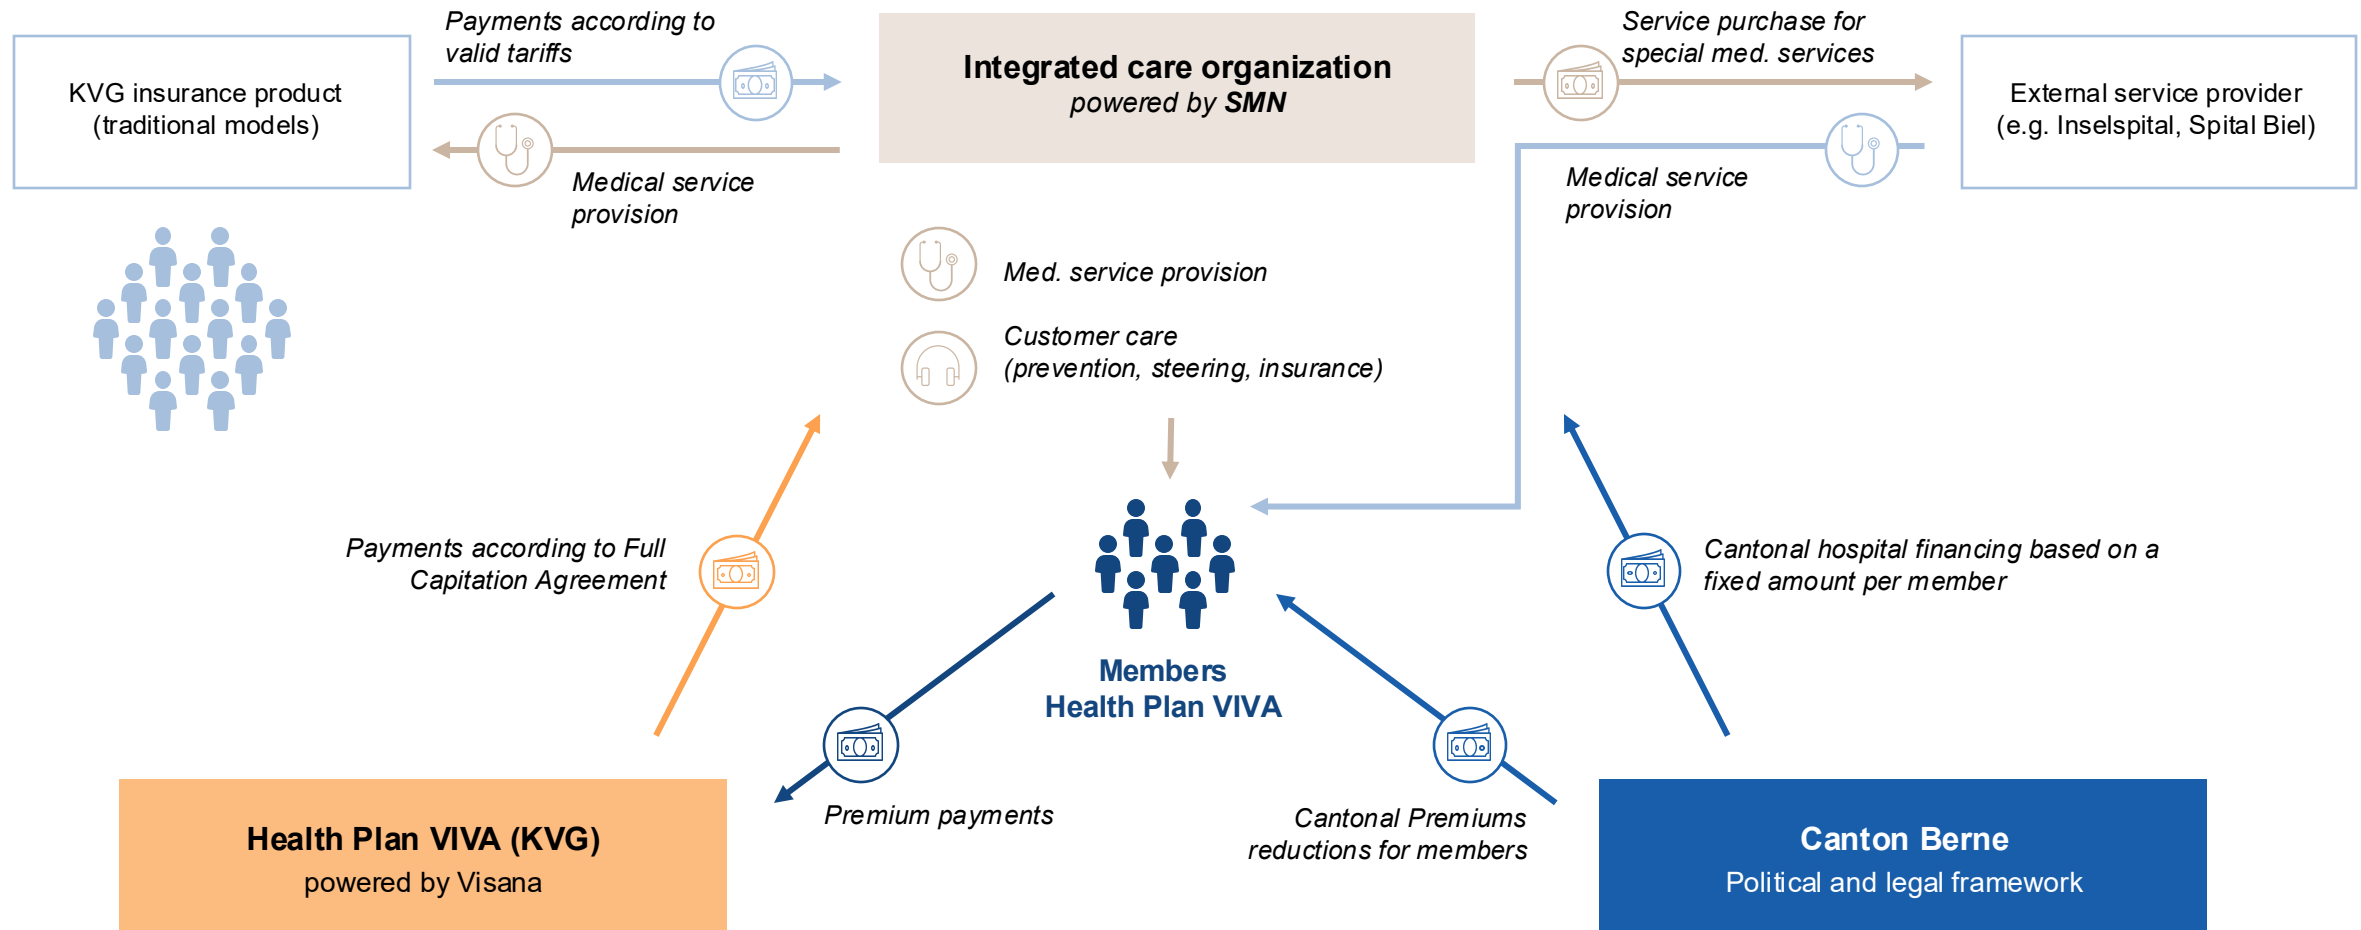 Payments according to
valid tariffs
KVG insurance product
(traditional models)
Medical service
provision
Integrated care organization
powered by SMN
Service purchase for
special med. services
External service provider
(e.g. Inselspital, Spital Biel)
Medical service
provision
Med. service provision
Customer care
(prevention, steering, insurance)
Payments according to Full
Capitation Agreement
Cantonal hospital financing based on a
fixed amount per member
Members
Health Plan VIVA
Premium payments
Cantonal Premiums
reductions for members
Health Plan VIVA (KVG)
powered by Visana
Canton Berne
Political and legal framework